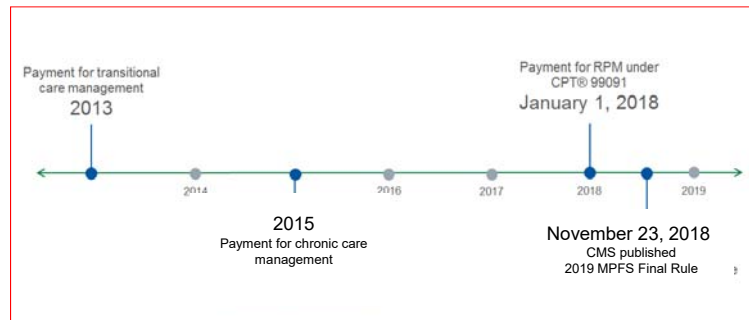 Payment for transitional
care management
2013
Payment for RPM under
CPT® 99091
January 1, 2018
2014
2016
2017
2018
2019
2015
Payment for chronic care
management
November 23, 2018
CMS published
2019 MPFS Final Rule